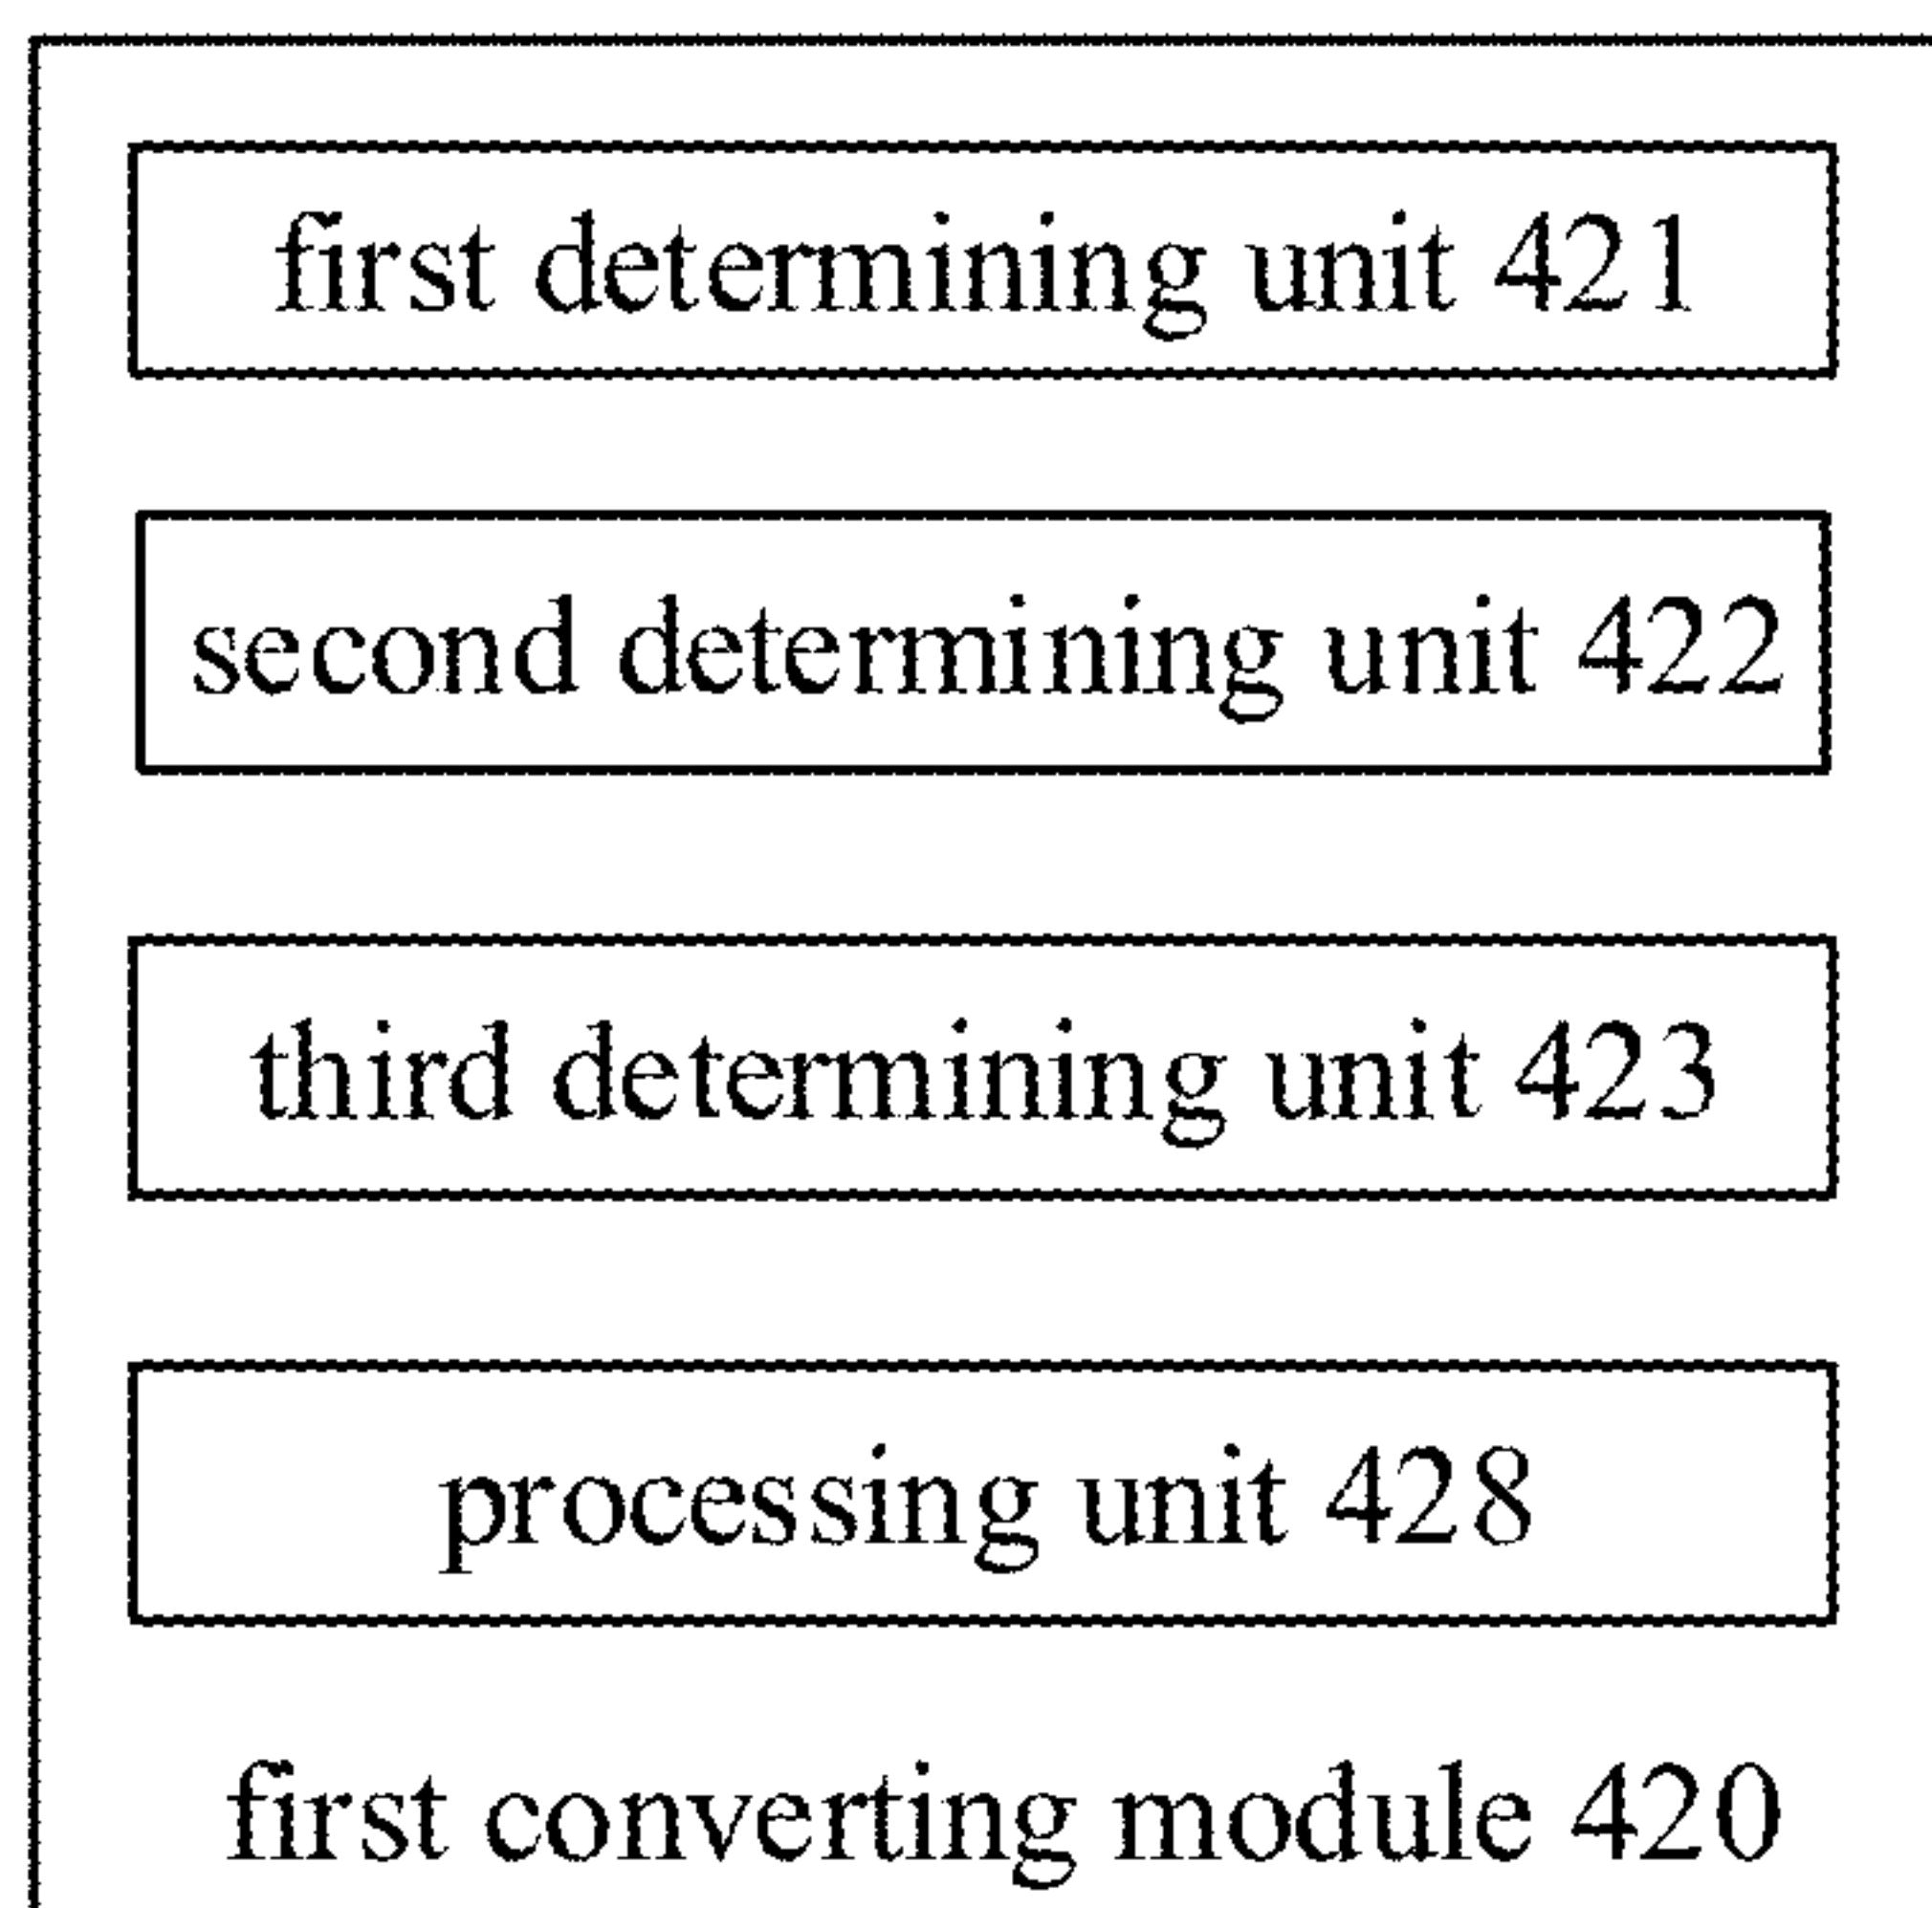 first determining unit 421
second determining unit 422
third determining unit 423
processing unit 428
first converting module 420